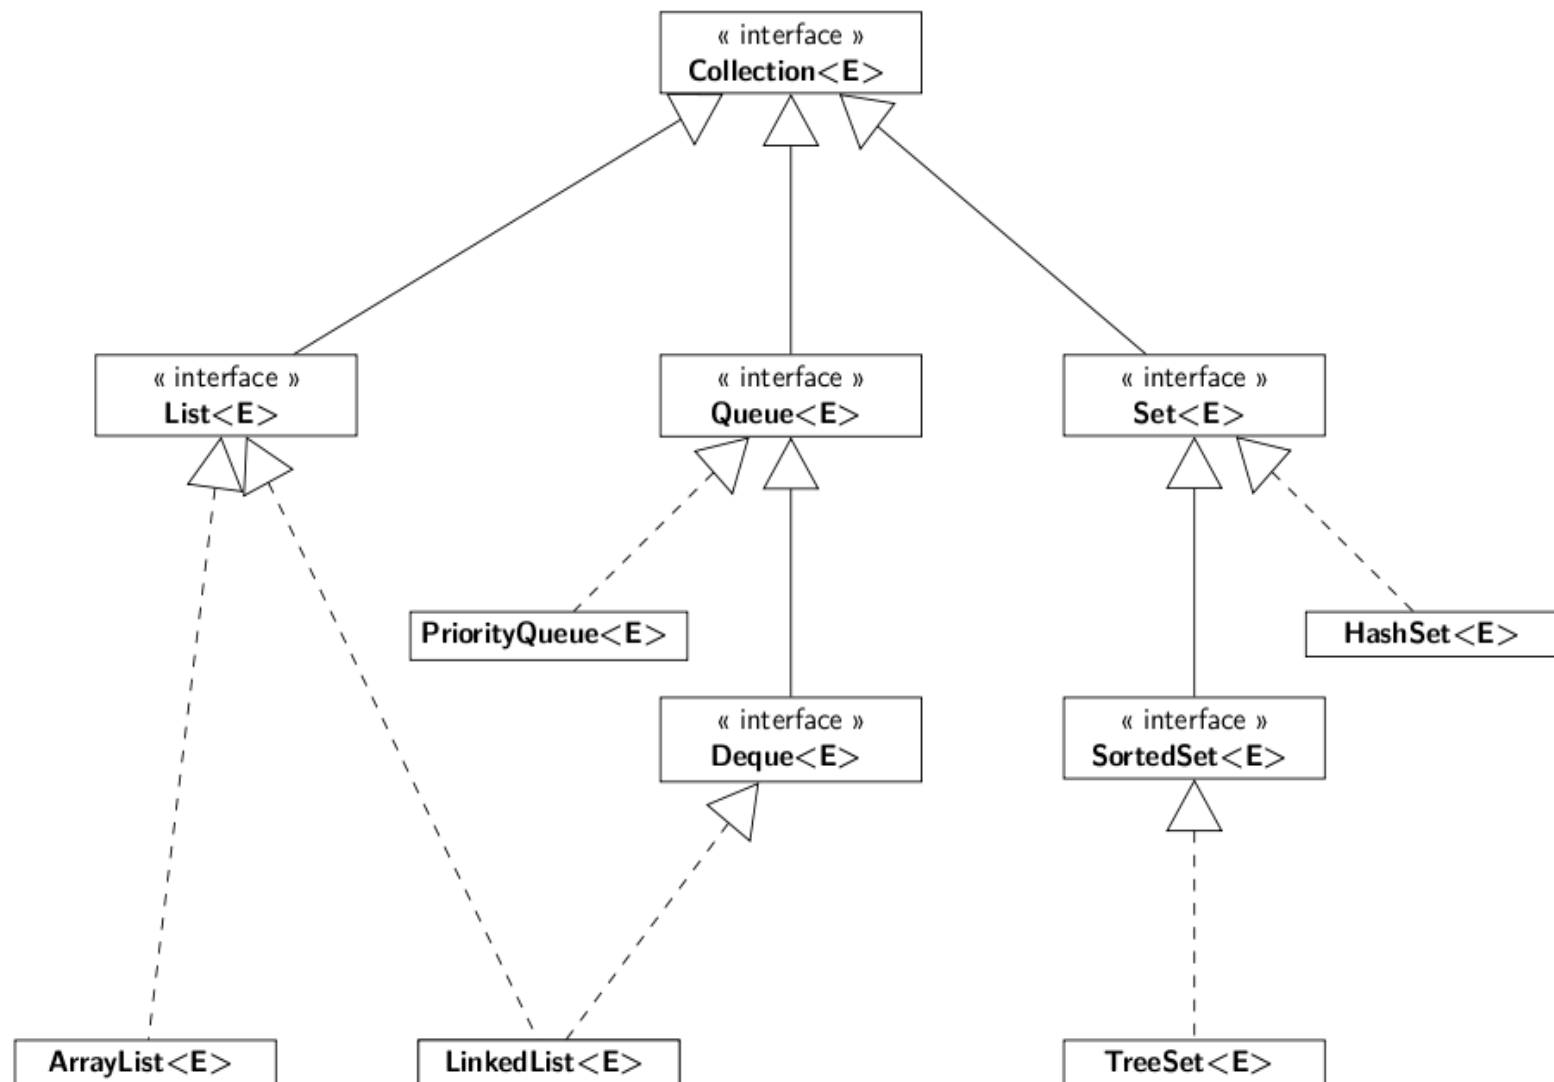 « interface »
Collection<E>
« interface »
List<E>
« interface »
Queue<E>
« interface »
Set<E>
PriorityQueue<E>
HashSet<E>
« interface »
Deque<E>
« interface »
SortedSet<E>
ArrayList<E>
LinkedList<E>
TreeSet<E>